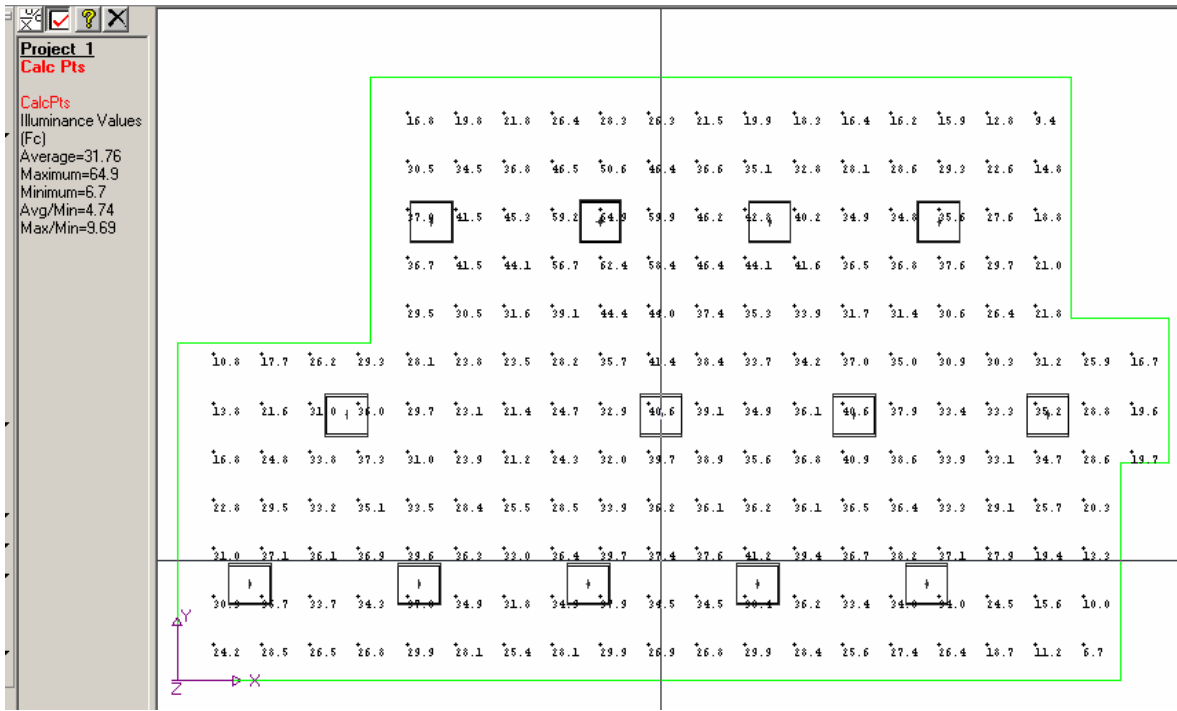 Project_1
Calc Pts
CalcPts
Illuminance Values
(Fc)
Average=31.76
Maximum=64.9
Minimum=6.7
Avg/Min=4.74
Max/Min=9.69
16.8 19.8 21.8 26.4 28.3 26.3 21.5 19.9 18.3 16.4 16.2 15.9 12.8 9.4
30.5 34.5 36.8 46.5 50.6 46.4 36.6 35.1 32.8 28.1 28.6 29.3 22.6 14.8
41.5 45.3 59.2 64.9 59.9 46.2 42.8 40.2 34.9 34.8 35.6 27.6 18.8
36.7 41.5 44.1 56.7 62.4 58.4 46.4 44.1 41.6 36.5 36.8 37.6 29.7 21.0
29.5 30.5 31.6 39.1 44.4 44.0 37.4 35.3 33.9 31.7 31.4 30.6 26.4 21.8
10.8 17.7 26.2 29.3 28.1 23.8 23.5 28.2 35.7 41.4 38.4 33.7 34.2 37.0 35.0 30.9 30.3 31.2 25.9 16.7
13.8 21.6 31.0 36.0 29.7 23.1 21.4 24.7 32.9 40.6 39.1 34.9 36.1 40.6 37.9 33.4 33.3 35.2 28.8 19.6
16.8 24.8 33.8 37.3 31.0 23.9 21.2 24.3 32.0 39.7 38.9 35.6 36.8 40.9 38.6 33.9 33.1 34.7 28.6 19.7
22.8 29.5 33.2 35.1 33.5 28.4 25.5 28.5 33.9 36.2 36.1 36.2 36.1 36.5 36.4 33.3 29.1 25.7 20.3
31.0 37.1 36.1 36.9 39.6 36.3 33.0 36.4 39.7 37.4 37.6 41.2 39.4 36.7 38.2 37.1 27.9 19.4 13.3
33.7 34.3 37.0 34.9 31.8 34.5 34.5 36.2 33.4 24.5 15.6 10.0
24.2 28.5 26.5 26.8 29.9 28.1 25.4 28.1 29.9 26.9 26.8 29.9 28.4 25.6 27.4 26.4 18.7 11.2 6.7
Y
Z X